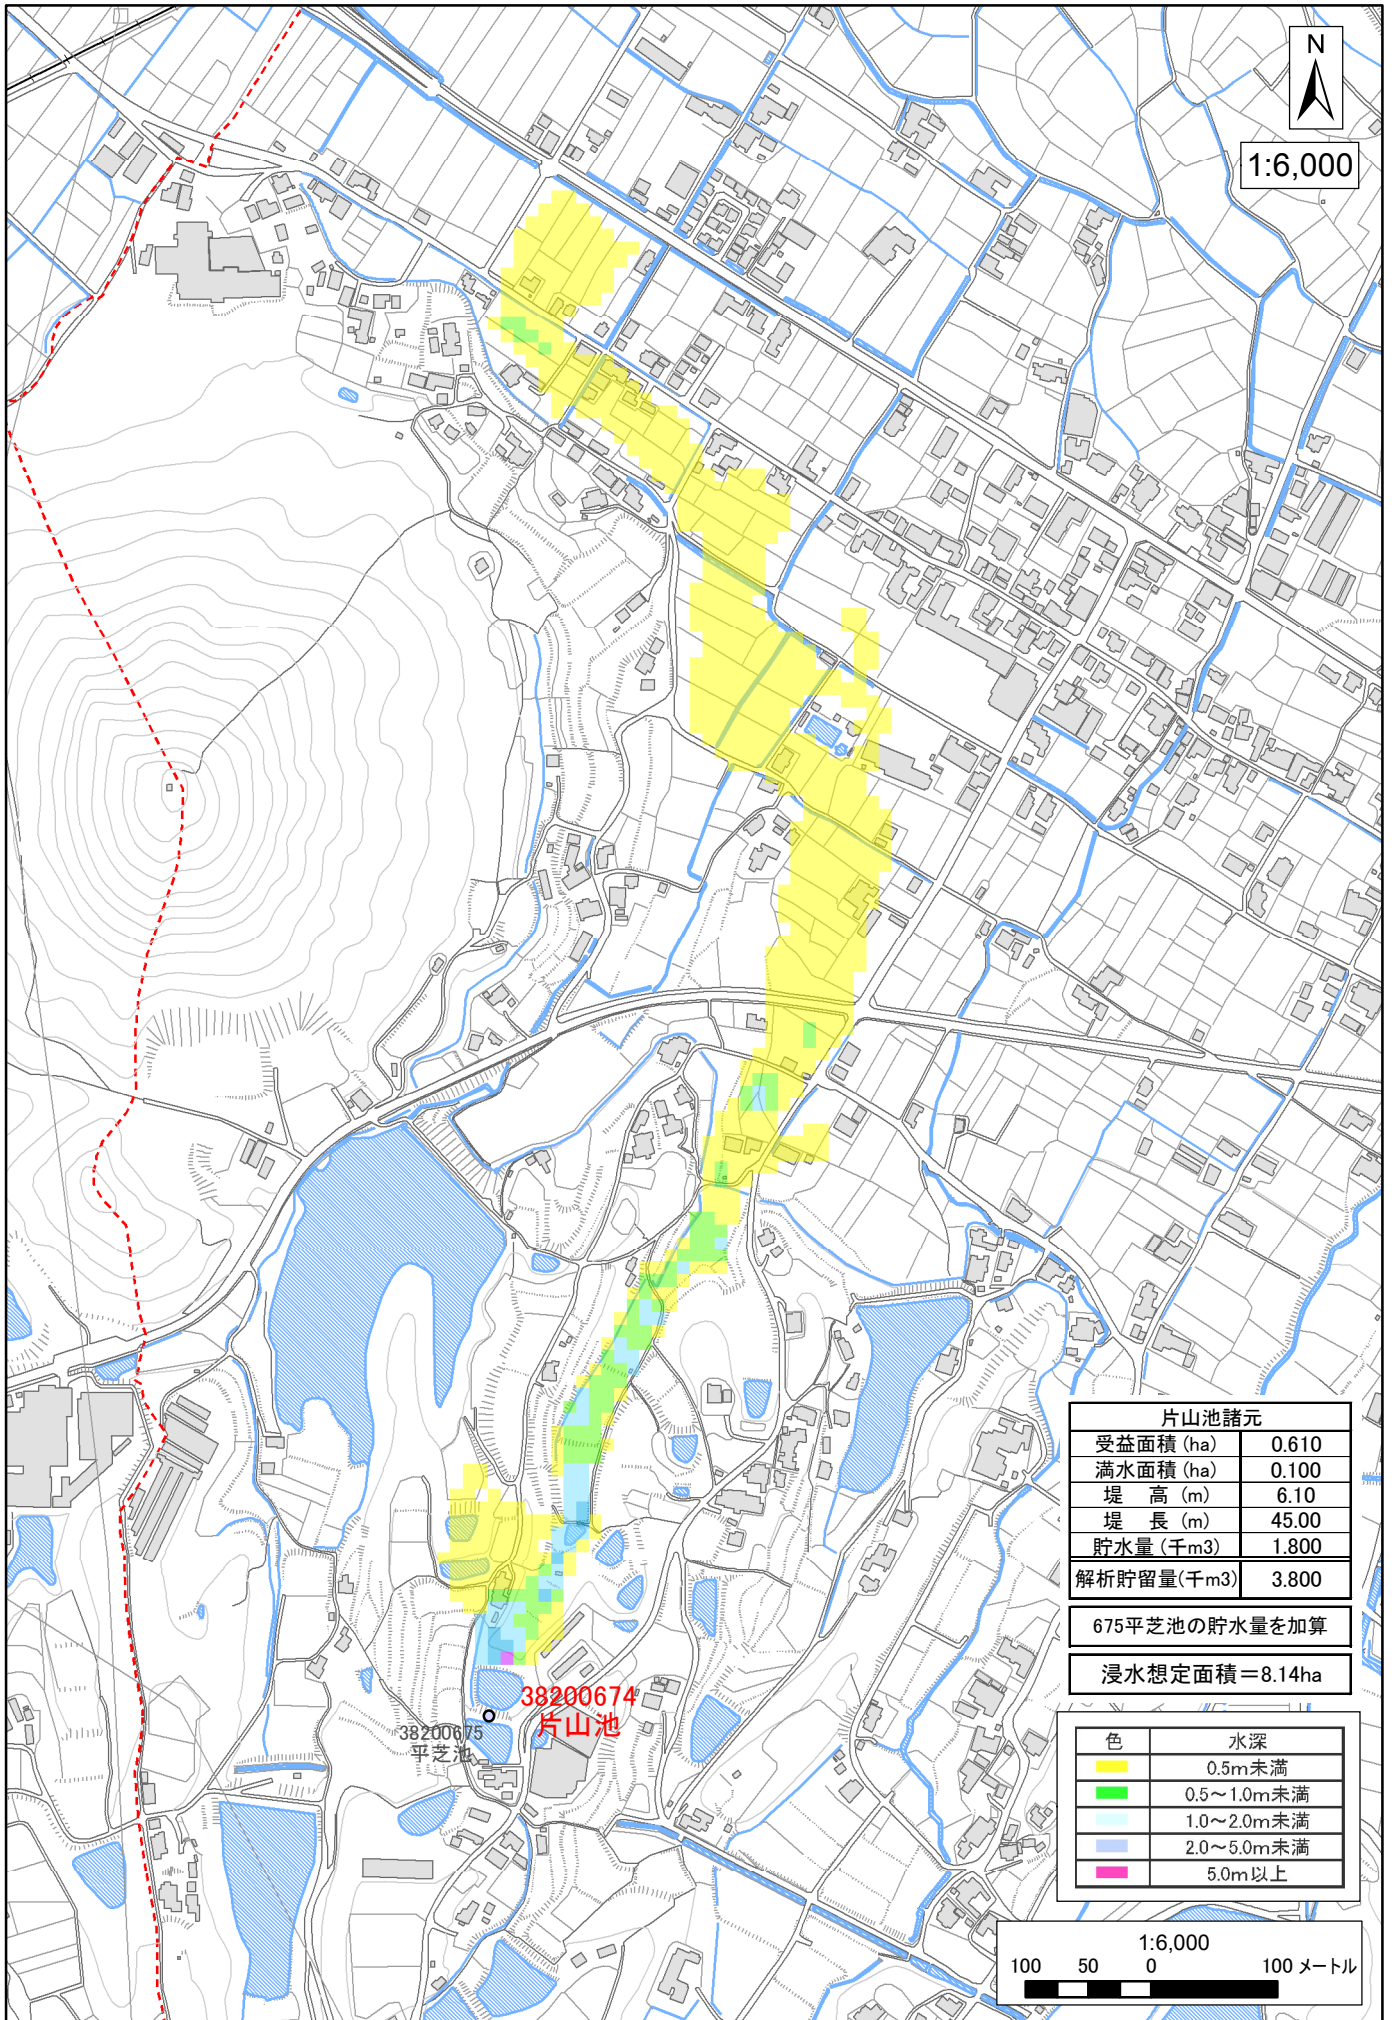 N
1:6,000
片山池諸元
受益面積 (ha) 0.610
満水面積 (ha) 0.100
堤 高 (m) 6.10
堤 長 (m) 45.00
貯水量 (千m3) 1.800
解析貯留量(千m3) 3.800
675平芝池の貯水量を加算
浸水想定面積＝8.14ha
38200674
片山池
38200675
平芝池
色 水深
0.5m未満
0.5～1.0m未満
1.0～2.0m未満
2.0～5.0m未満
5.0m以上
1:6,000
100 50 0 100 メートル